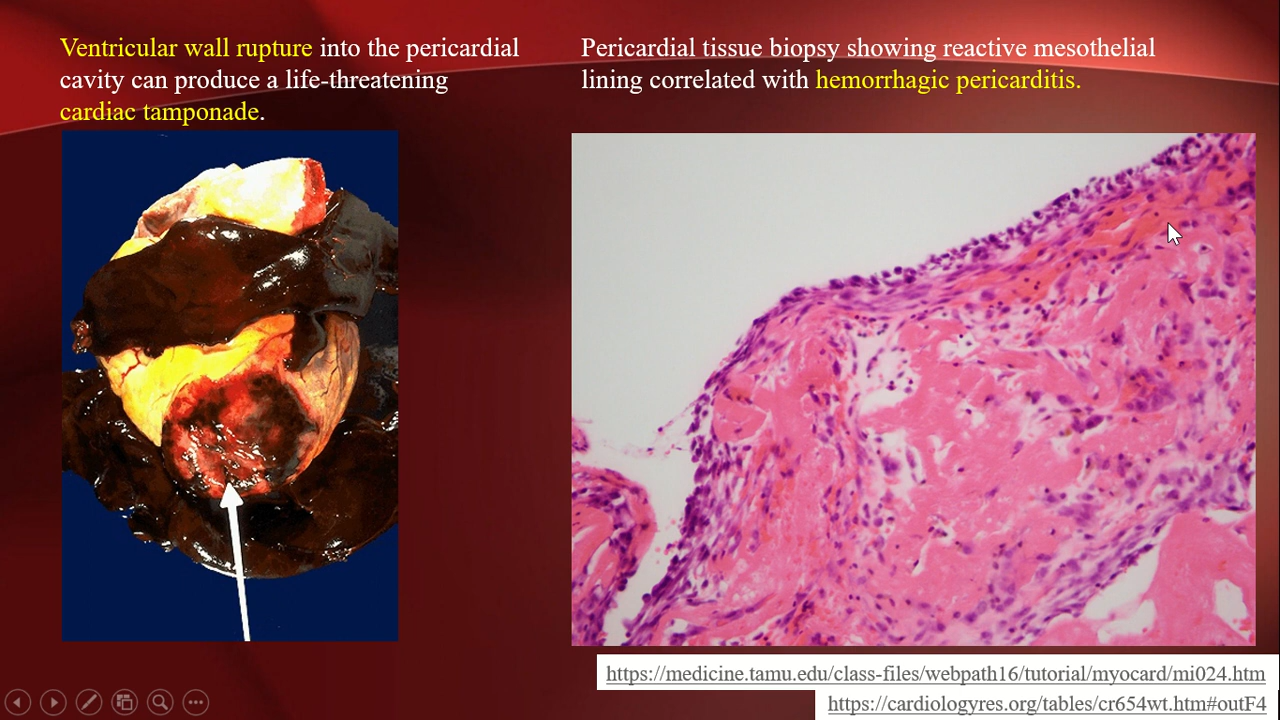 Ventricular wall rupture into the pericardial
cavity can produce a life-threatening
cardiac tamponade.
Pericardial tissue biopsy showing reactive mesothelial
lining correlated with hemorrhagic pericarditis.
https://medicine.tamu.edu/class-files/webpath16/tutorial/myocard/mi024.htm
https://cardiologyres.org/tables/cr654wt.htm#outF4